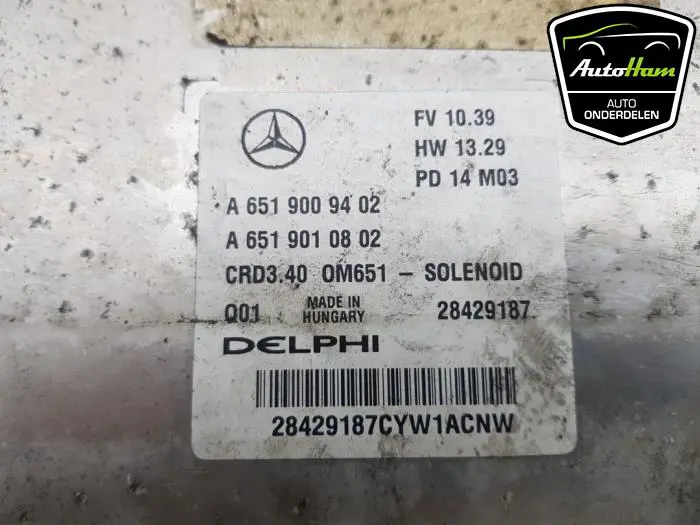 AutoHam
AUTO
ONDERDELEN
FV 10.39
HW 13.29
PD 14 M03
A 651 900 94 02
A 651 901 08 02
CRD3.40 OM651 - SOLENOID
Q01 MADE IN HUNGARY 28429187
DELPHI
28429187CYW1ACNW